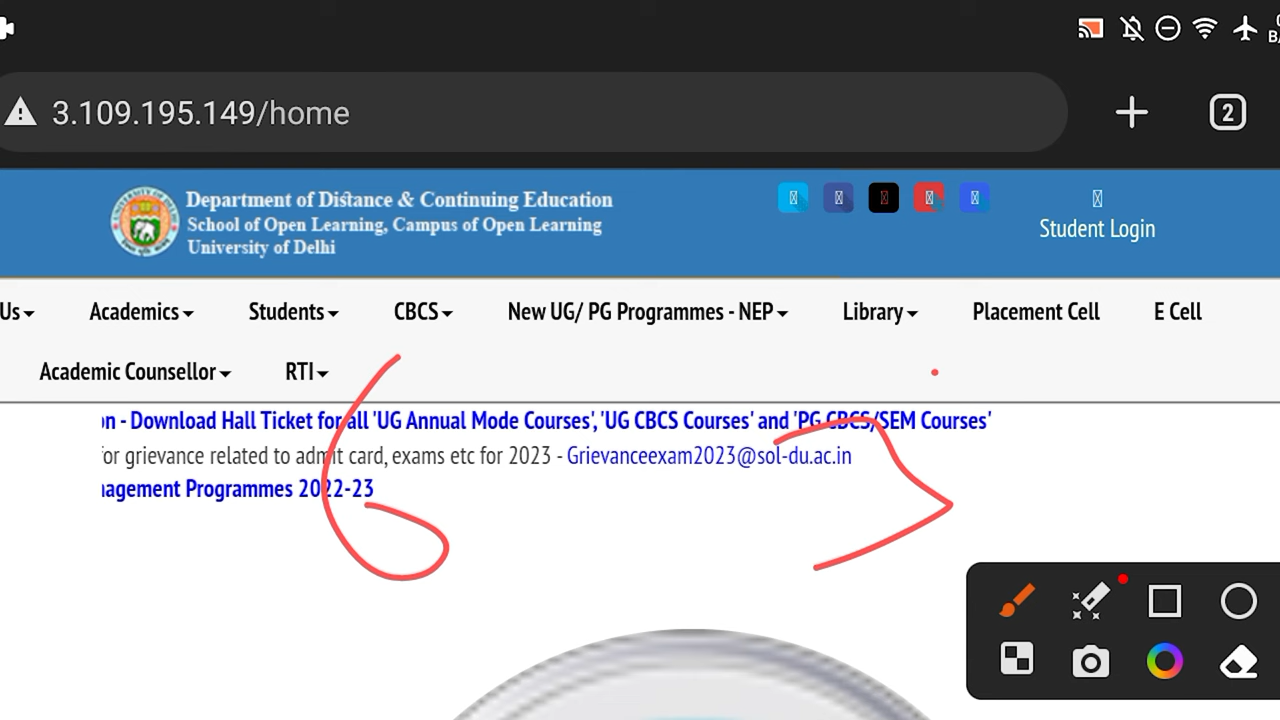 3.109.195.149/home
2
Department of Distance & Continuing Education
School of Open Learning, Campus of Open Learning
University of Delhi
Student Login
Us
Academics
Students
CBCS
New UG/ PG Programmes - NEP
Library
Placement Cell
E Cell
Academic Counsellor
RTI
on - Download Hall Ticket for all 'UG Annual Mode Courses', 'UG CBCS Courses' and 'PG CBCS/SEM Courses'
for grievance related to admit card, exams etc for 2023 - Grievanceexam2023@sol-du.ac.in
nagement Programmes 2022-23